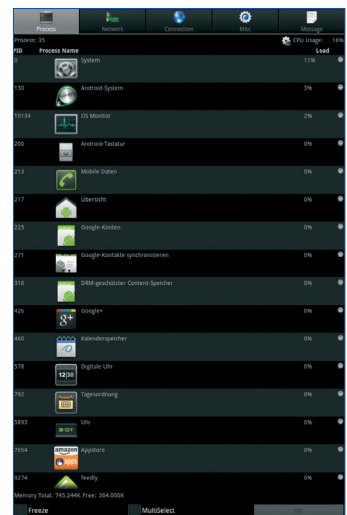 Process
Network
Connection
Misc
Message
Process: 35
CPU Usage: 16%
PID Process Name Load
0 System 11%
130 Android-System 3%
10134 OS Monitor 2%
200 Android-Tastatur 0%
213 Mobile Daten 0%
217 Übersicht 0%
225 Google-Konten 0%
271 Google-Kontakte synchronisieren 0%
316 DRM-geschützter Content-Speicher 0%
426 Google+ 0%
g+
460 Kalenderspeicher 0%
578 Digitale Uhr 0%
12:30
792 Tagesordnung 0%
5893 Uhr 0%
7654 Appstore 0%
amazon
apps
9274 feedly 0%
Memory Total: 745.244K Free: 364.000K
Freeze
MultiSelect